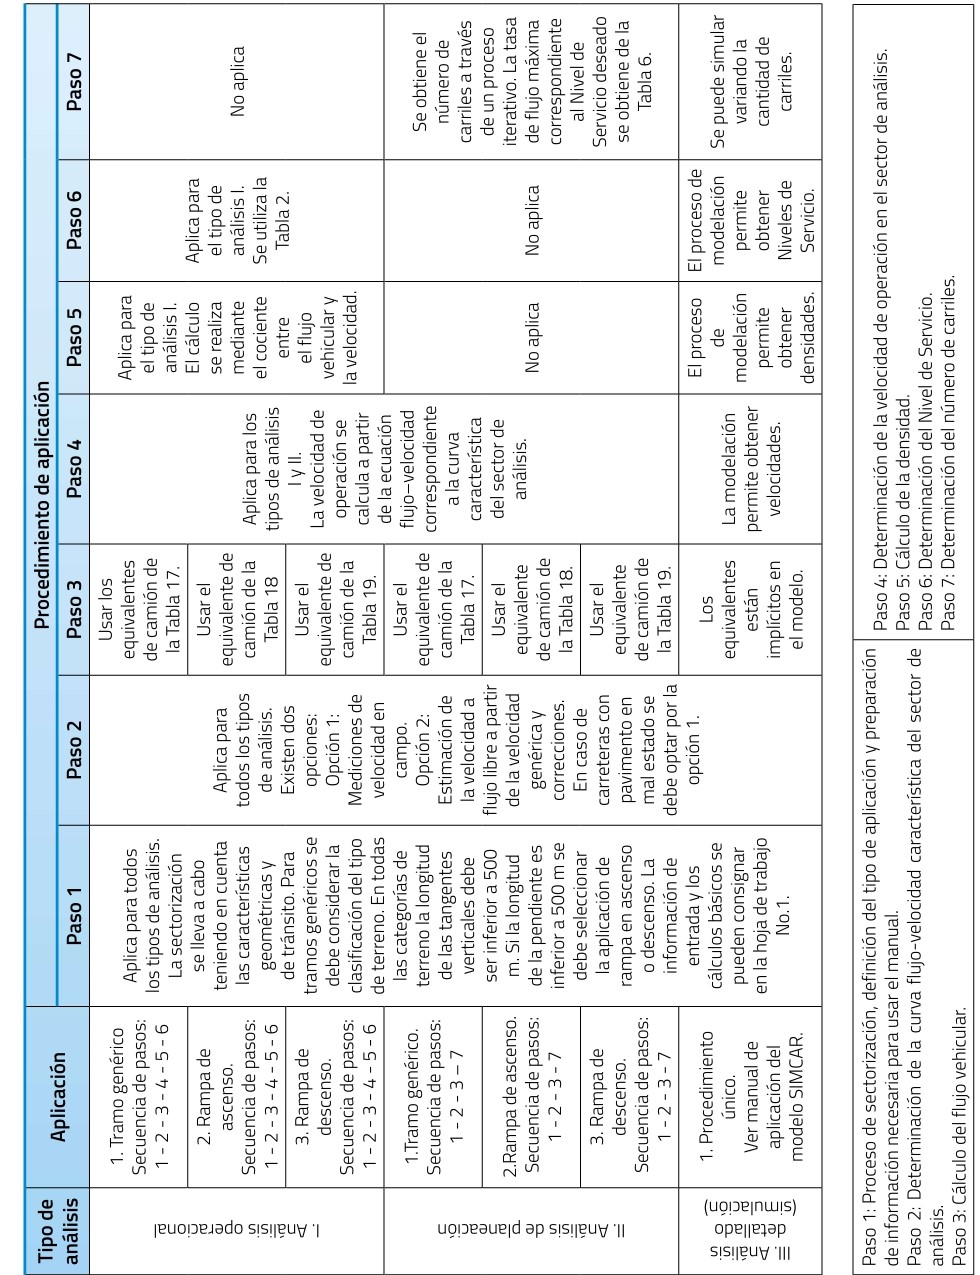 Tipo de
análisis
Aplicación
Procedimiento de aplicación
Paso 1
Paso 2
Paso 3
Paso 4
Paso 5
Paso 6
Paso 7
I. Análisis operacional
1. Tramo genérico
Secuencia de pasos:
1 – 2 – 3 – 4 - 5 - 6
2. Rampa de
ascenso.
Secuencia de pasos:
1 – 2 – 3 – 4 - 5 – 6
3. Rampa de
descenso.
Secuencia de pasos:
1 – 2 – 3 – 4 - 5 – 6
II. Análisis de planeación
1.Tramo genérico.
Secuencia de pasos:
1 – 2 – 3 – 7
2.Rampa de ascenso.
Secuencia de pasos:
1 – 2 – 3 – 7
3. Rampa de
descenso.
Secuencia de pasos:
1 – 2 – 3 – 7
III. Análisis
detallado
(simulación)
1. Procedimiento
único.
Ver manual de
aplicación del
modelo SIMCAR.
Aplica para todos
los tipos de análisis.
La sectorización
se lleva a cabo
teniendo en cuenta
las características
geométricas y
de tránsito. Para
tramos genéricos se
debe considerar la
clasificación del tipo
de terreno. En todas
las categorías de
terreno la longitud
de las tangentes
verticales debe
ser inferior a 500
m. Si la longitud
de la pendiente es
inferior a 500 m se
debe seleccionar
la aplicación de
rampa en ascenso
o descenso. La
información de
entrada y los
cálculos básicos se
pueden consignar
en la hoja de trabajo
No.1.
Aplica para
todos los tipos
de análisis.
Existen dos
opciones:
Opción 1:
Mediciones de
velocidad en
campo.
Opción 2:
Estimación de
la velocidad a
flujo libre a partir
de la velocidad
genérica y
correcciones.
En caso de
carreteras con
pavimento en
mal estado se
debe optar por la
opción 1.
Usar los
equivalentes
de camión de
la Tabla 17.
Usar el
equivalente de
camión de la
Tabla 18
Usar el
equivalente de
camión de la
Tabla 19.
Usar el
equivalente de
camión de la
Tabla 17.
Usar el
equivalente
de camión de
la Tabla 18.
Usar el
equivalente
de camión de
la Tabla 19.
Los
equivalentes
están
implícitos en
el modelo.
Aplica para los
tipos de análisis
I y II.
La velocidad de
operación se
calcula a partir
de la ecuación
flujo–velocidad
correspondiente
a la curva
característica
del sector de
análisis.
La modelación
permite obtener
velocidades.
Aplica para
el tipo de
análisis I.
El cálculo
se realiza
mediante
el cociente
entre
el flujo
vehicular y
la velocidad.
No aplica
El proceso
de
modelación
permite
obtener
densidades.
Aplica para
el tipo de
análisis I.
Se utiliza la
Tabla 2.
No aplica
El proceso de
modelación
permite
obtener
Niveles de
Servicio.
No aplica
Se obtiene el
número de
carriles a través
de un proceso
iterativo. La tasa
de flujo máxima
correspondiente
al Nivel de
Servicio deseado
se obtiene de la
Tabla 6.
Se puede simular
variando la
cantidad de
carriles.
Paso 1: Proceso de sectorización, definición del tipo de aplicación y preparación
de información necesaria para usar el manual.
Paso 2: Determinación de la curva flujo-velocidad característica del sector de
análisis.
Paso 3: Cálculo del flujo vehicular.
Paso 4: Determinación de la velocidad de operación en el sector de análisis.
Paso 5: Cálculo de la densidad.
Paso 6: Determinación del Nivel de Servicio.
Paso 7: Determinación del número de carriles.